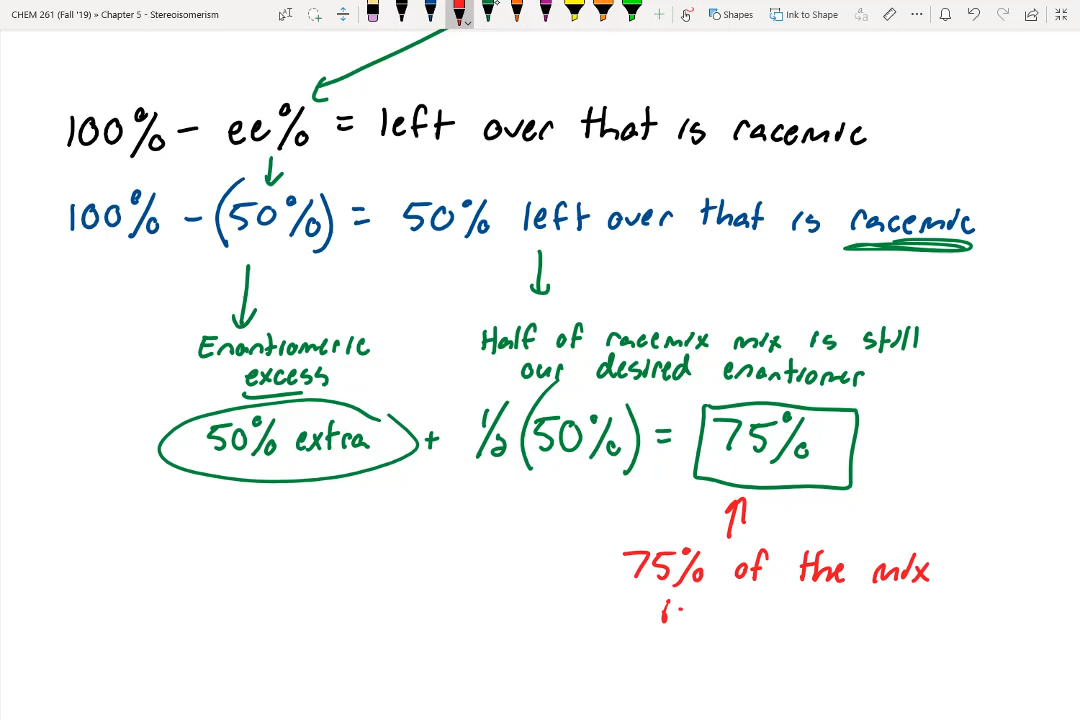 CHEM 261 (Fall '19) » Chapter 5 - Stereoisomerism
Shapes
Ink to Shape
100% - ee% = left over that is racemic
100% - (50%) = 50% left over that is racemic
Enantiomeric
excess
Half of racemix mix is still
our desired enantiomer
50% extra + 1/2 (50%) = 75%
75% of the mix